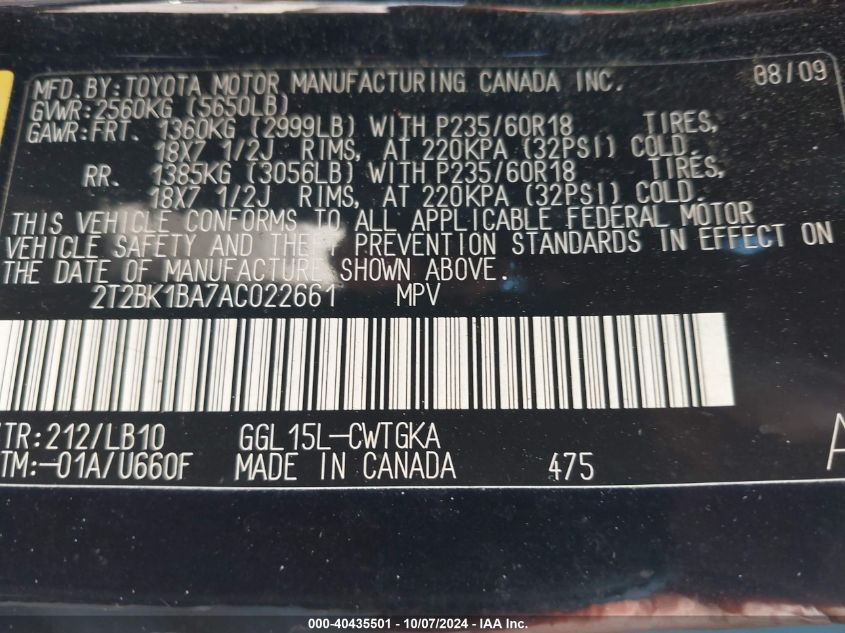 MFD. BY: TOYOTA MOTOR MANUFACTURING CANADA INC. 08/09
GVWR: 2560KG (5650LB)
GAWR: FRT. 1360KG (2999LB) WITH P235/60R18 TIRES,
18X7 1/2J RIMS, AT 220KPA (32PSI) COLD.
RR. 1385KG (3056LB) WITH P235/60R18 TIRES,
18X7 1/2J RIMS, AT 220KPA (32PSI) COLD.
THIS VEHICLE CONFORMS TO ALL APPLICABLE FEDERAL MOTOR
VEHICLE SAFETY AND THEFT PREVENTION STANDARDS IN EFFECT ON
THE DATE OF MANUFACTURE SHOWN ABOVE.
2T2BK1BA7AC022661 MPV
/TR: 212/LB10 GGL15L-CWTGKA A
TM: -01A/U660F MADE IN CANADA 475
000-40435501 - 10/07/2024 - IAA Inc.